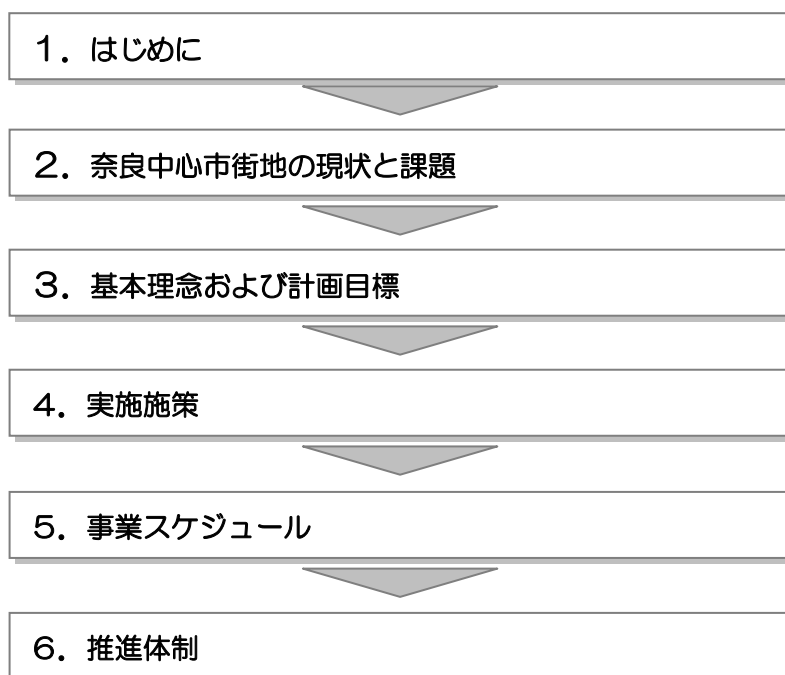 １．はじめに
２．奈良中心市街地の現状と課題
３．基本理念および計画目標
４．実施施策
５．事業スケジュール
６．推進体制